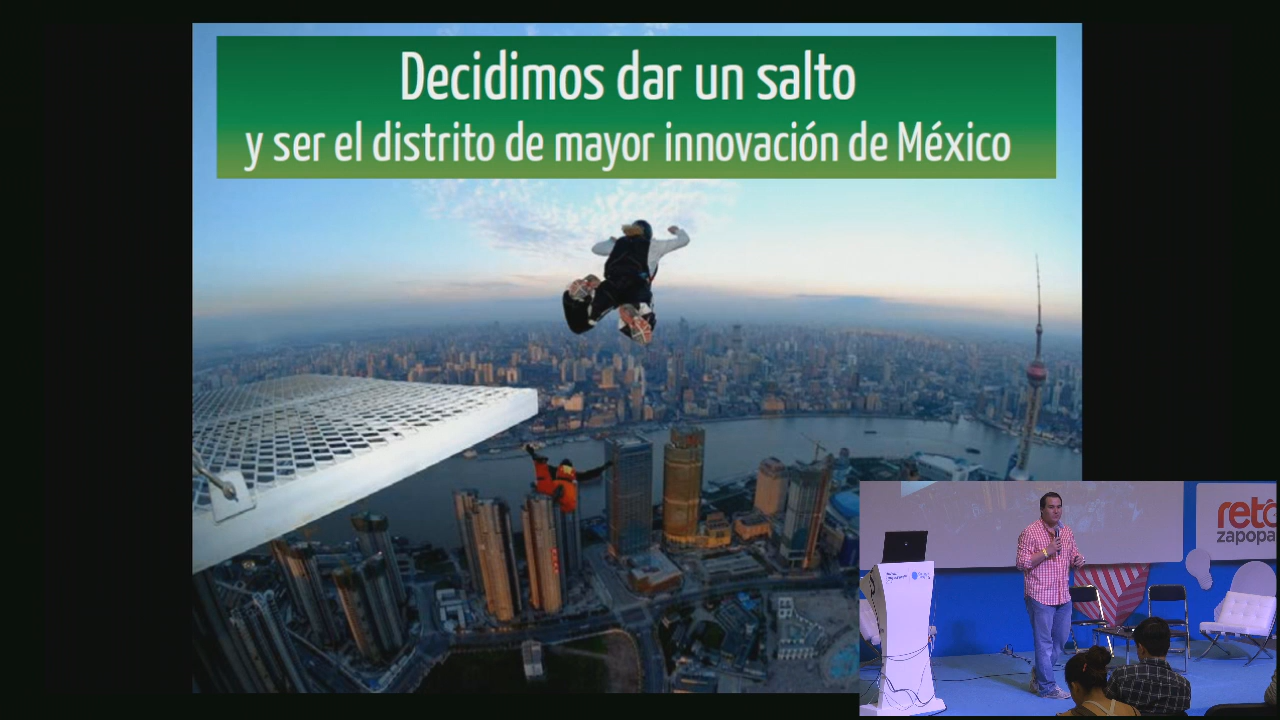 Decidimos dar un salto
y ser el distrito de mayor innovación de México
reto
zapopa